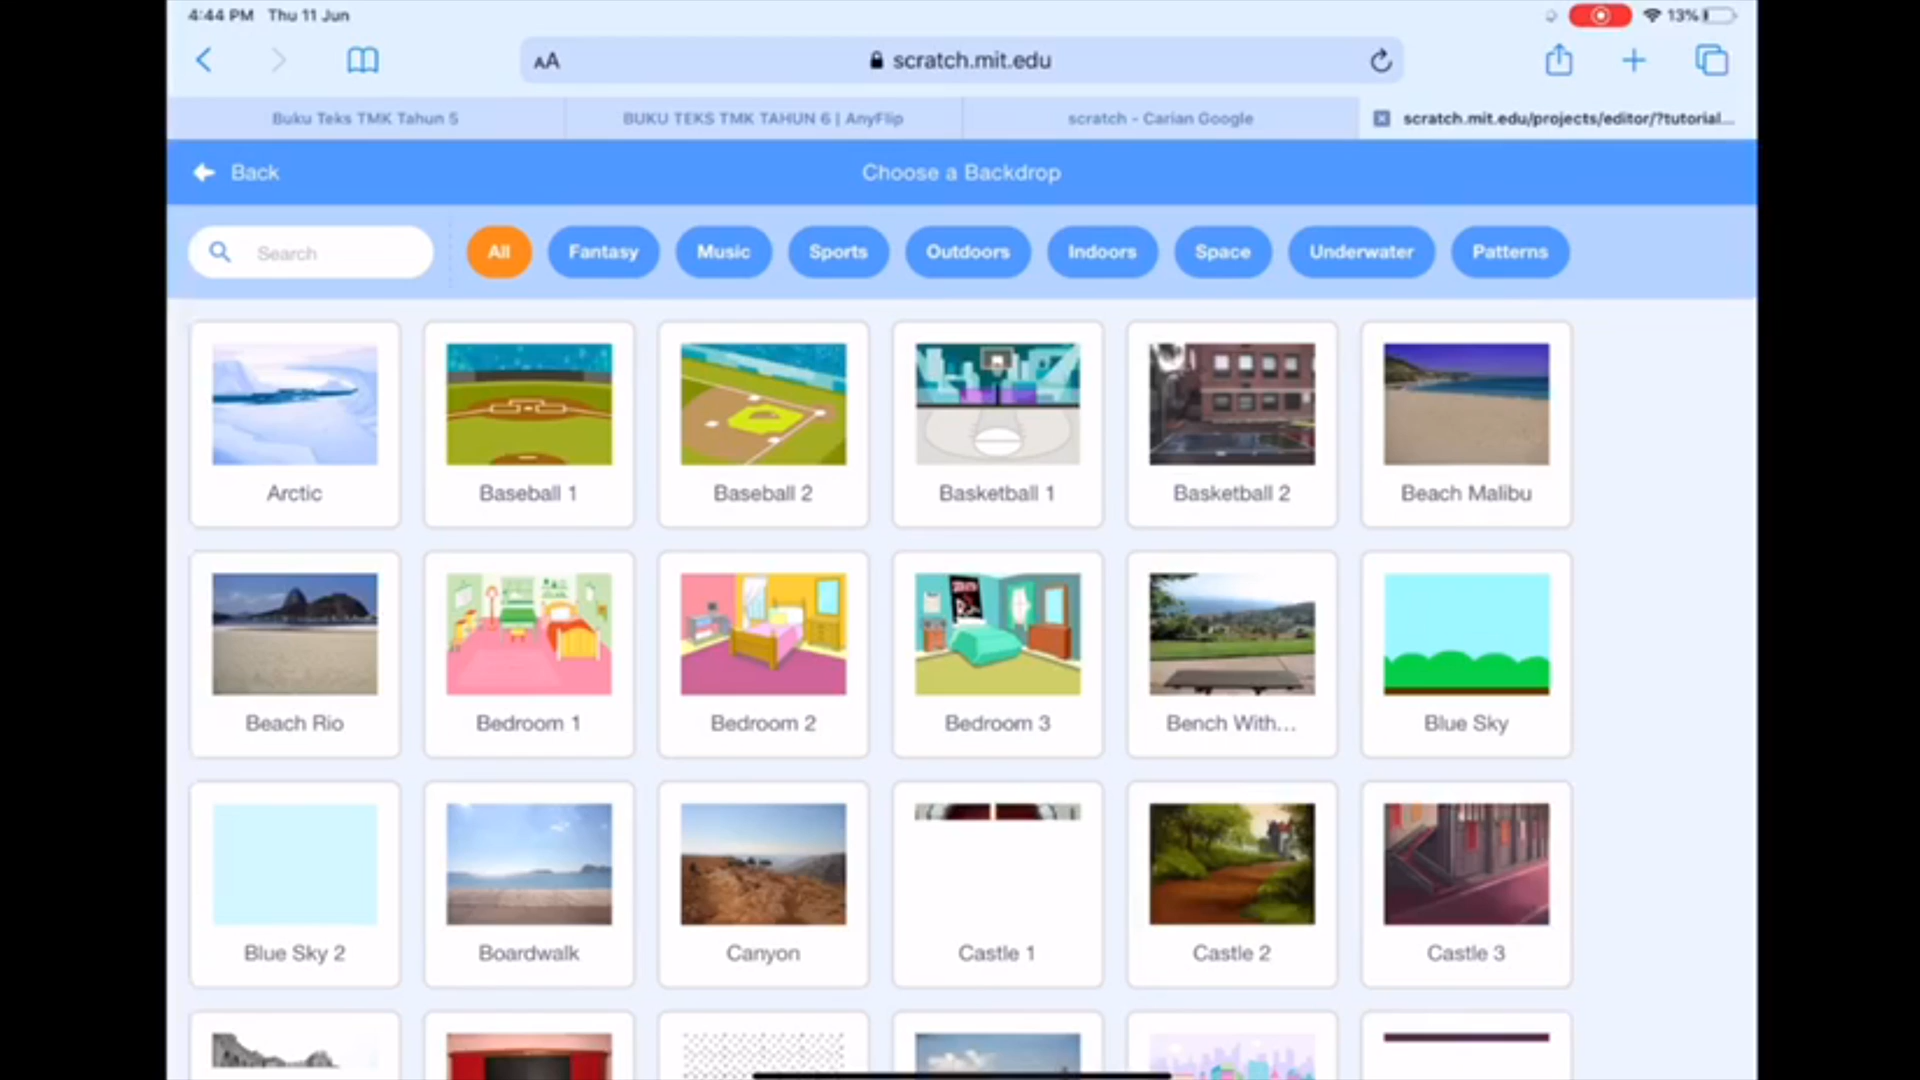 4:44 PM Thu 11 Jun
13%
AA
scratch.mit.edu
Buku Teks TMK Tahun 5
BUKU TEKS TMK TAHUN 6 | AnyFlip
scratch - Carian Google
scratch.mit.edu/projects/editor/?tutorial...
Back
Choose a Backdrop
Search
All
Fantasy
Music
Sports
Outdoors
Indoors
Space
Underwater
Patterns
Arctic
Baseball 1
Baseball 2
Basketball 1
Basketball 2
Beach Malibu
Beach Rio
Bedroom 1
Bedroom 2
Bedroom 3
Bench With...
Blue Sky
Blue Sky 2
Boardwalk
Canyon
Castle 1
Castle 2
Castle 3